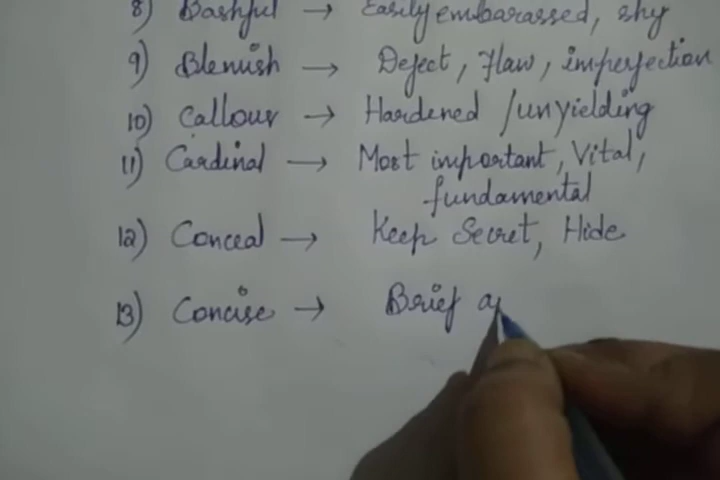 8) Bashful → Easily embarassed, shy
9) Blemish → Defect, Flaw, imperfection
10) Callous → Hardened /unyielding
11) Cardinal → Most important, Vital,
fundamental
12) Conceal → Keep Secret, Hide
13) Concise → Brief